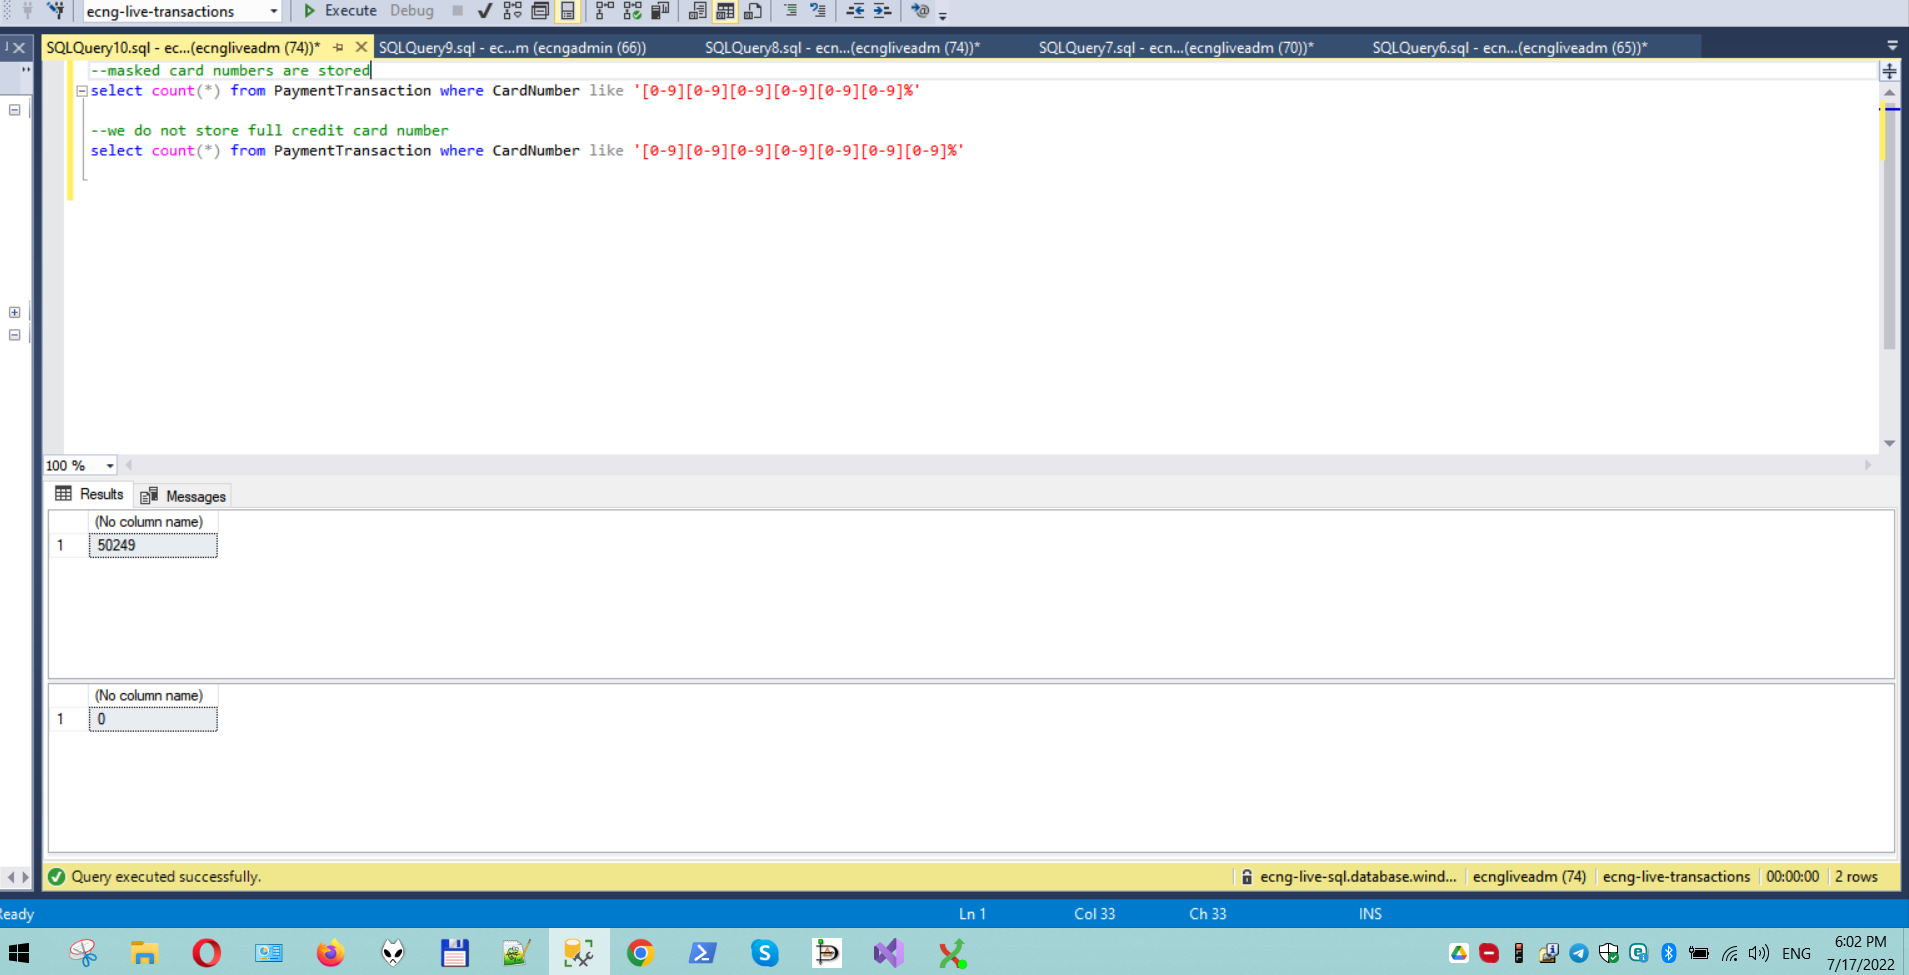 ecng-live-transactions Execute Debug
SQLQuery10.sql - ec...(ecngliveadm (74))* SQLQuery9.sql - ec...m (ecngadmin (66)) SQLQuery8.sql - ecn...(ecngliveadm (74))* SQLQuery7.sql - ecn...(ecngliveadm (70))* SQLQuery6.sql - ecn...(ecngliveadm (65))*
--masked card numbers are stored
select count(*) from PaymentTransaction where CardNumber like '[0-9][0-9][0-9][0-9][0-9][0-9]%'
--we do not store full credit card number
select count(*) from PaymentTransaction where CardNumber like '[0-9][0-9][0-9][0-9][0-9][0-9][0-9]%'
100 %
Results Messages
(No column name)
1 50249
(No column name)
1 0
Query executed successfully. ecng-live-sql.database.wind... ecngliveadm (74) ecng-live-transactions 00:00:00 2 rows
Ready Ln 1 Col 33 Ch 33 INS
ENG 6:02 PM
7/17/2022